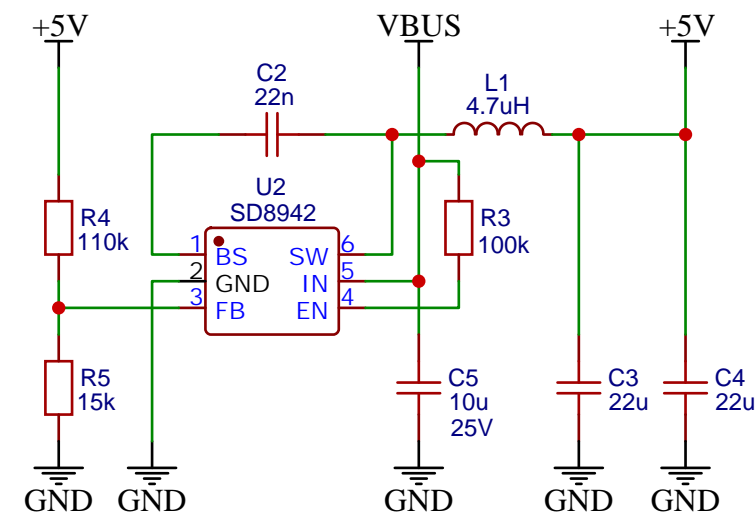 +5V
VBUS
+5V
C2
22n
L1
4.7uH
U2
SD8942
R4
110k
R3
100k
1
BS
SW
6
2
GND
IN
5
3
FB
EN
4
R5
15k
C5
10u
25V
C3
22u
C4
22u
GND
GND
GND
GND
GND